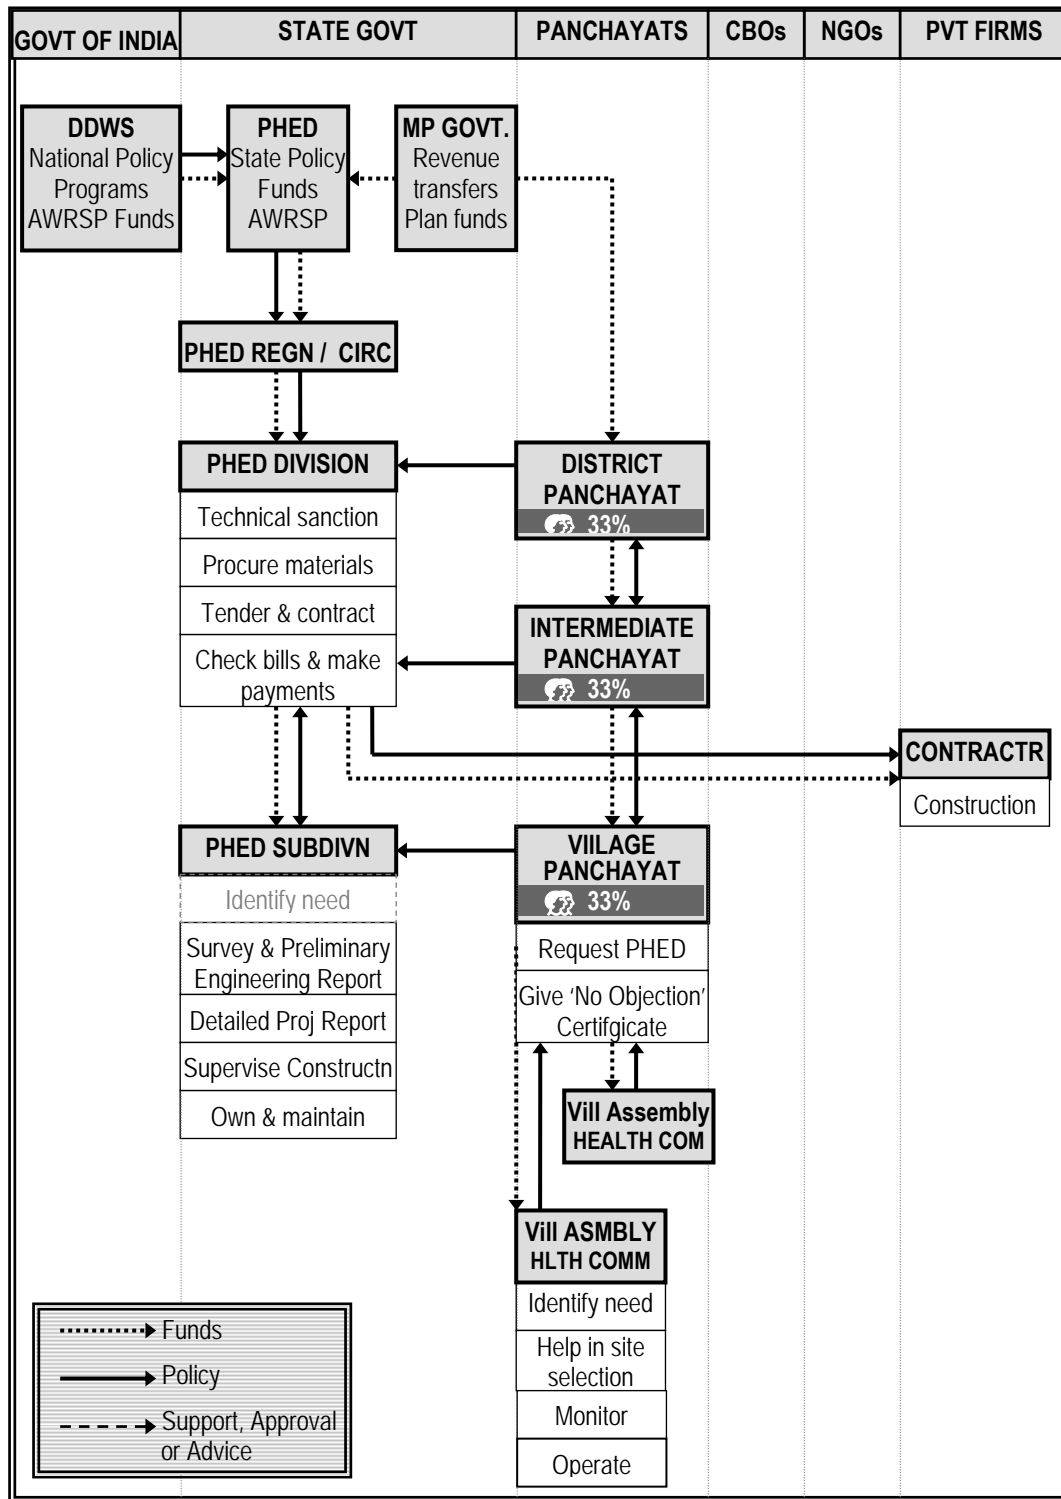 GOVT OF INDIA
STATE GOVT
PANCHAYATS
CBOs
NGOs
PVT FIRMS
DDWS
National Policy
Programs
AWRSP Funds
PHED
State Policy
Funds
AWRSP
MP GOVT.
Revenue
transfers
Plan funds
PHED REGN / CIRC
PHED DIVISION
Technical sanction
Procure materials
Tender & contract
Check bills & make
payments
DISTRICT
PANCHAYAT
33%
INTERMEDIATE
PANCHAYAT
33%
CONTRACTR
Construction
PHED SUBDIVN
Identify need
Survey & Preliminary
Engineering Report
Detailed Proj Report
Supervise Constructn
Own & maintain
VIILAGE
PANCHAYAT
33%
Request PHED
Give ‘No Objection’
Certifgicate
Vill Assembly
HEALTH COM
Vill ASMBLY
HLTH COMM
Identify need
Help in site
selection
Monitor
Operate
Funds
Policy
Support, Approval
or Advice